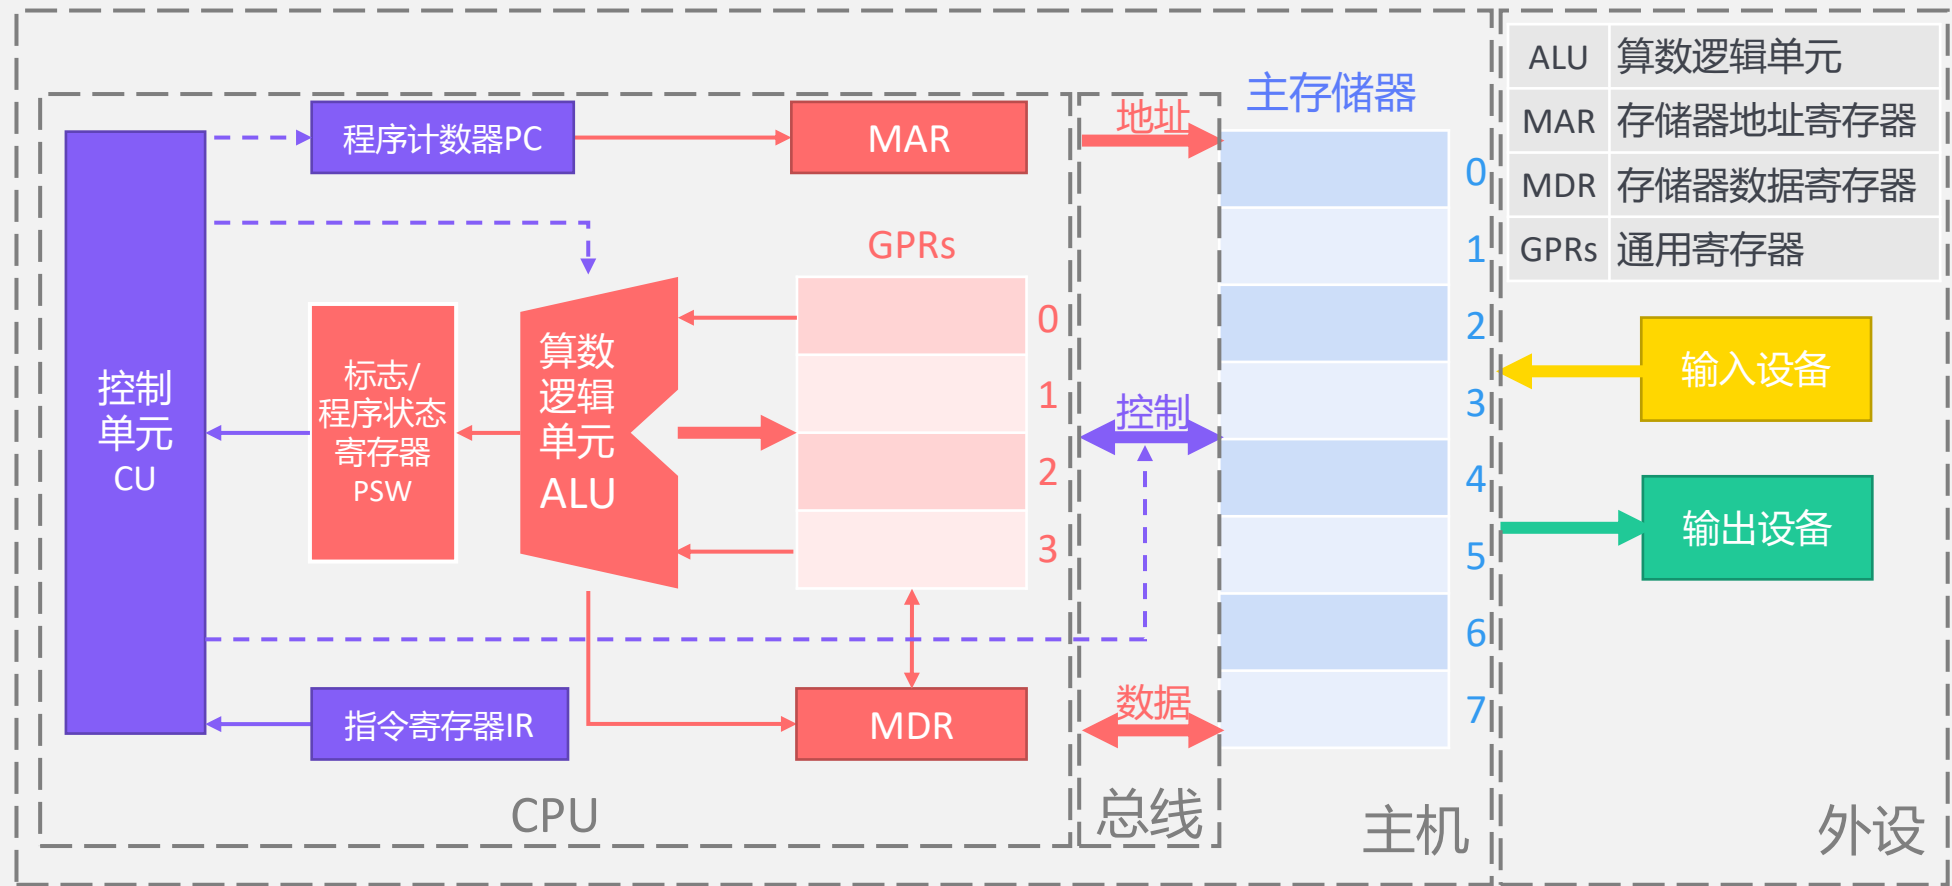 ALU 算数逻辑单元
MAR 存储器地址寄存器
MDR 存储器数据寄存器
GPRs 通用寄存器
主存储器
地址
程序计数器PC
MAR
0
1
2
3
4
5
6
7
GPRs
0
1
2
3
控制
单元
CU
标志/
程序状态
寄存器
PSW
算数
逻辑
单元
ALU
控制
输入设备
输出设备
指令寄存器IR
MDR
数据
CPU
总线
主机
外设